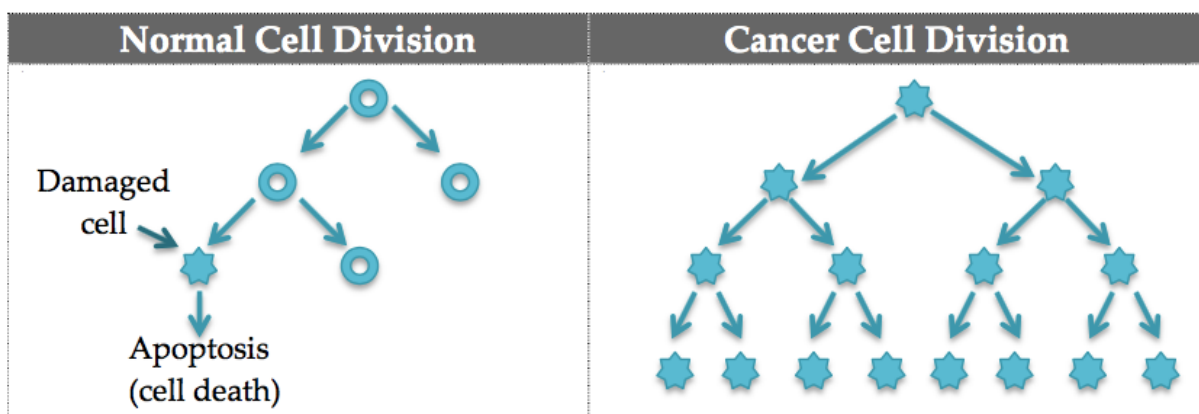 Normal Cell Division
Cancer Cell Division
Damaged
cell
Apoptosis
(cell death)